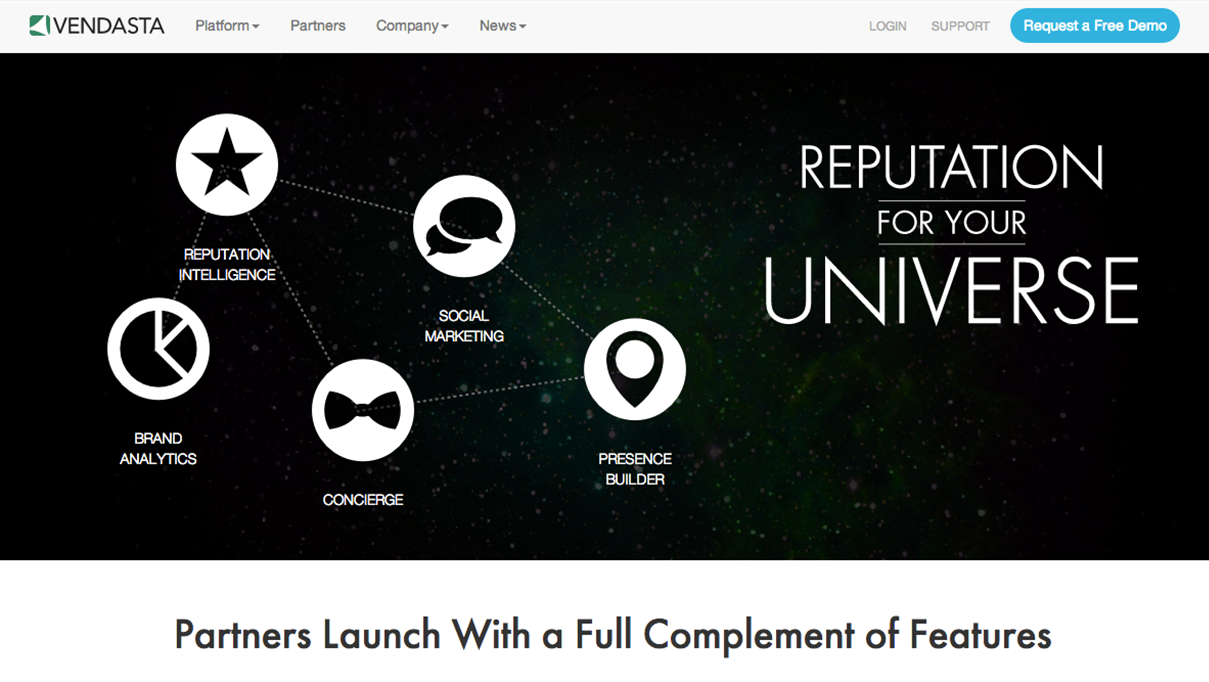 VENDASTA
Platform
Partners
Company
News
LOGIN
SUPPORT
Request a Free Demo
REPUTATION
INTELLIGENCE
SOCIAL
MARKETING
BRAND
ANALYTICS
CONCIERGE
PRESENCE
BUILDER
REPUTATION
FOR YOUR
UNIVERSE
Partners Launch With a Full Complement of Features